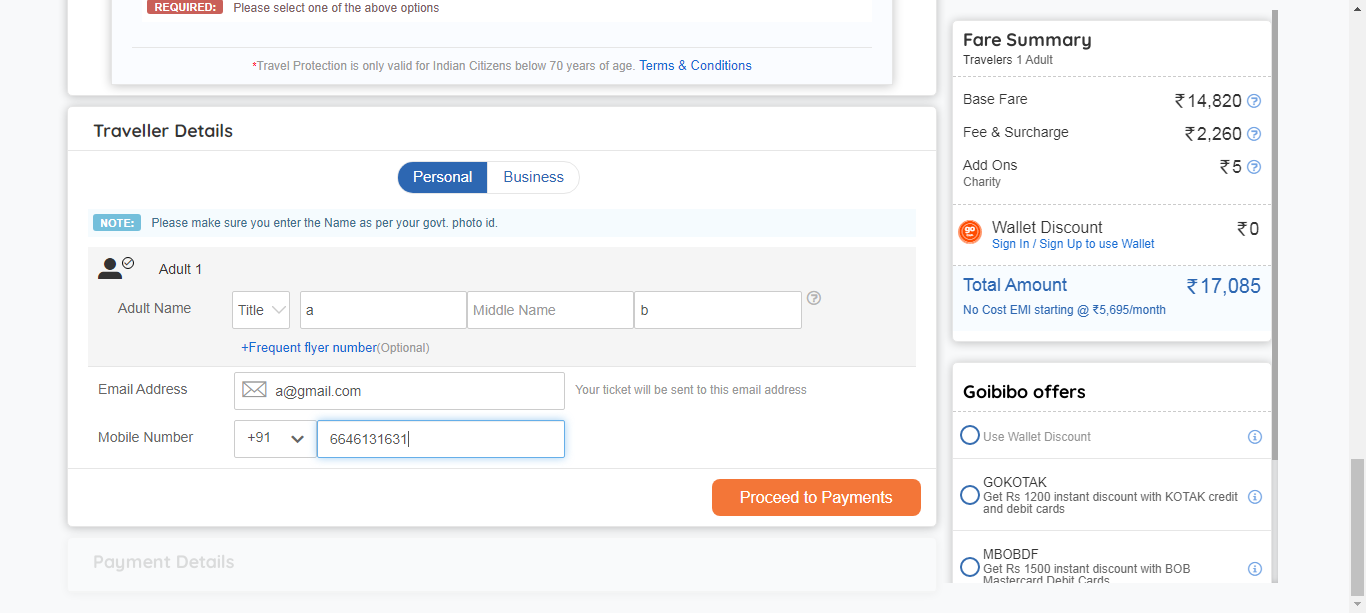 REQUIRED: Please select one of the above options
*Travel Protection is only valid for Indian Citizens below 70 years of age. Terms & Conditions
Traveller Details
Personal Business
NOTE: Please make sure you enter the Name as per your govt. photo id.
Adult 1
Adult Name Title a Middle Name b
+Frequent flyer number(Optional)
Email Address a@gmail.com Your ticket will be sent to this email address
Mobile Number +91 6646131631
Proceed to Payments
Payment Details
Fare Summary
Travelers 1 Adult
Base Fare ₹14,820
Fee & Surcharge ₹2,260
Add Ons ₹5
Charity
go
Wallet Discount ₹0
Sign In / Sign Up to use Wallet
Total Amount ₹17,085
No Cost EMI starting @ ₹5,695/month
Goibibo offers
Use Wallet Discount
GOKOTAK
Get Rs 1200 instant discount with KOTAK credit
and debit cards
MBOBDF
Get Rs 1500 instant discount with BOB
Mastercard Debit Cards